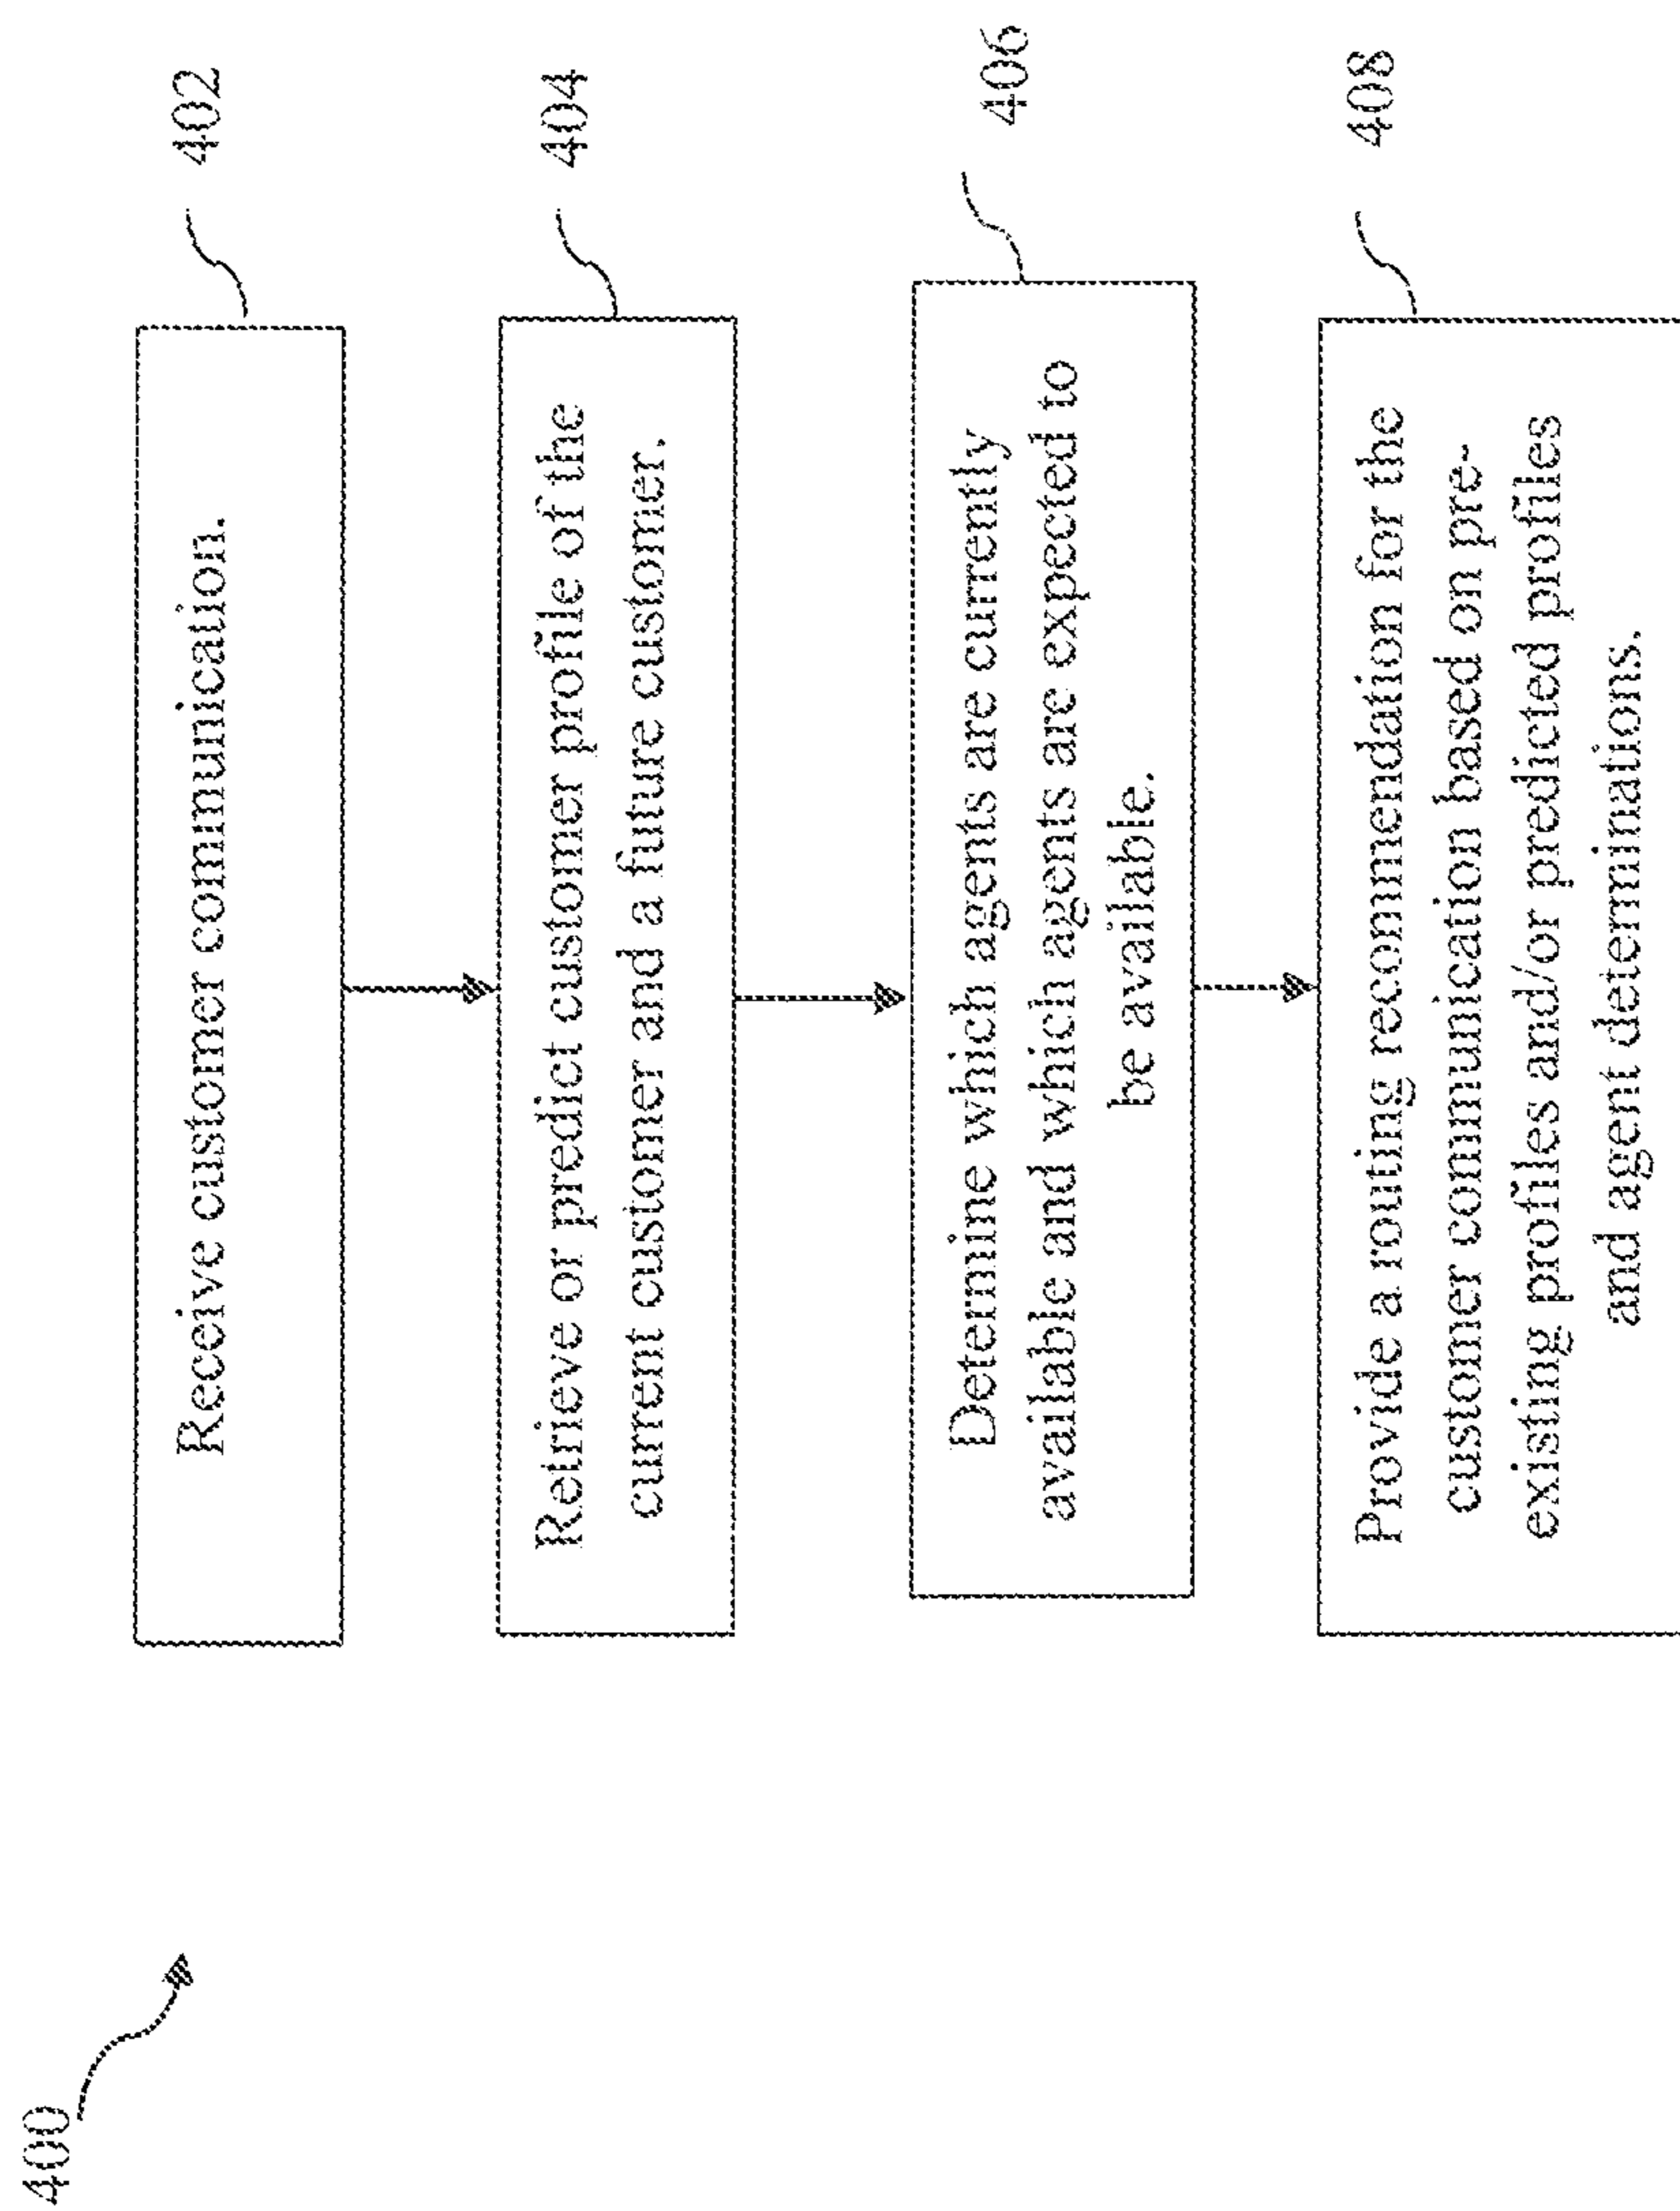 400
Receive customer communication.
402
Retrieve or predict customer profile of the
current customer and a future customer.
404
Determine which agents are currently
available and which agents are expected to
be available.
406
Provide a routing recommendation for the
customer communication based on pre-
existing profiles and/or predicted profiles
and agent determinations.
408